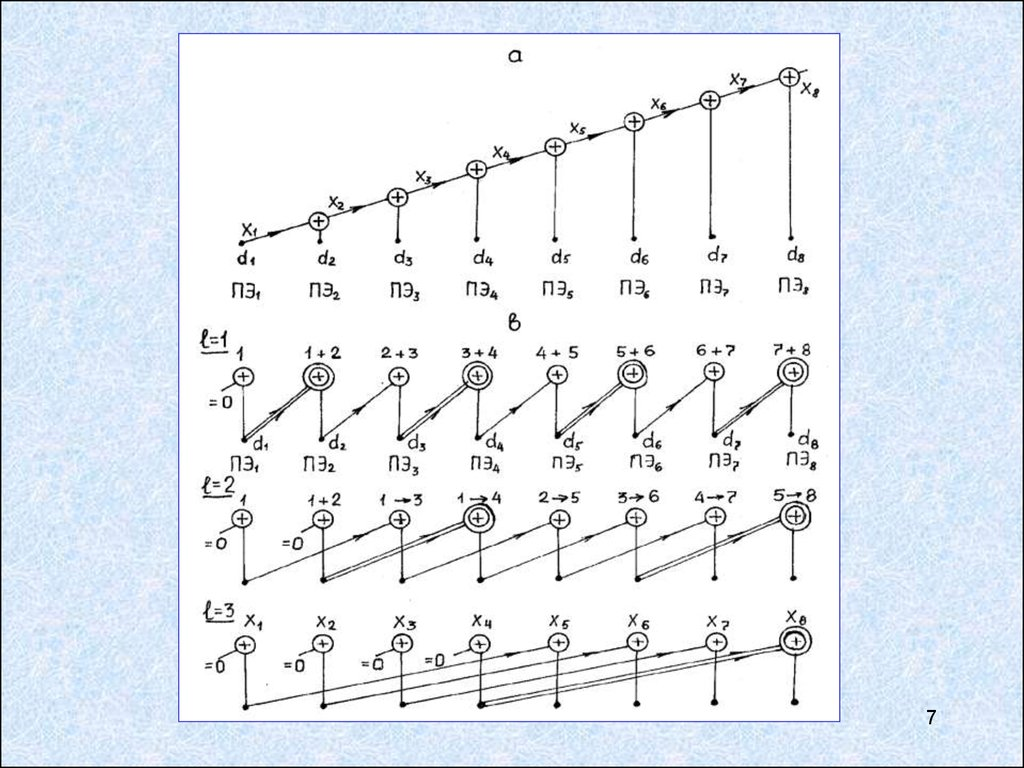 а
X₁ X₂ X₃ X₄ X₅ X₆ X₇ X₈
d₁ d₂ d₃ d₄ d₅ d₆ d₇ d₈
ПЭ₁ ПЭ₂ ПЭ₃ ПЭ₄ ПЭ₅ ПЭ₆ ПЭ₇ ПЭ₈
в
ℓ=1
1 1+2 2+3 3+4 4+5 5+6 6+7 7+8
=0
d₁ d₂ d₃ d₄ d₅ d₆ d₇ d₈
ПЭ₁ ПЭ₂ ПЭ₃ ПЭ₄ ПЭ₅ ПЭ₆ ПЭ₇ ПЭ₈
ℓ=2
1 1+2 1→3 1→4 2→5 3→6 4→7 5→8
=0 =0
ℓ=3
X₁ X₂ X₃ X₄ X₅ X₆ X₇ X₈
=0 =0 =0 =0
7